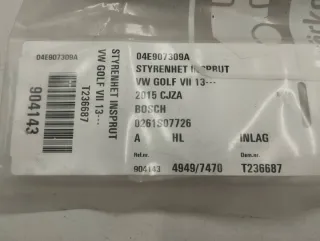 04E907309A
STYRENHET INSPRUT
VW GOLF VII 13---
T236687
904143
04E907309A
STYRENHET INSPRUT
VW GOLF VII 13---
2015 CJZA
BOSCH
0261S07726
A HL INLAG
904143 4949/7470 T236687